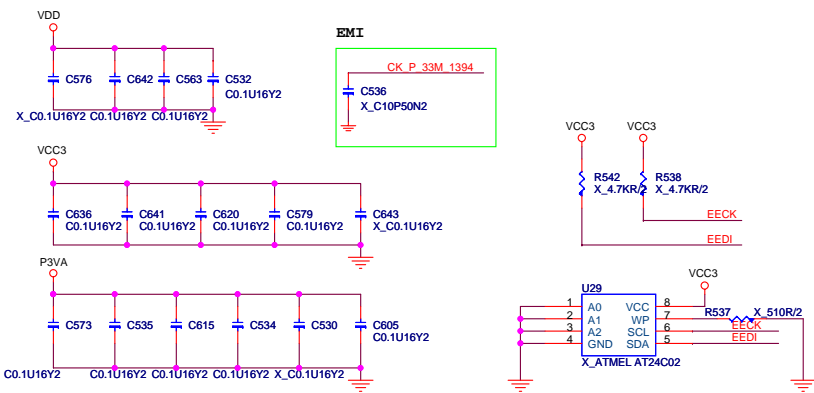 VDD
C576 C642 C563 C532
C0.1U16Y2
X_C0.1U16Y2 C0.1U16Y2 C0.1U16Y2
EMI
CK_P_33M_1394
C536
X_C10P50N2
VCC3
C636 C641 C620 C579 C643
C0.1U16Y2 C0.1U16Y2 C0.1U16Y2 C0.1U16Y2 X_C0.1U16Y2
VCC3 VCC3
R542 R538
X_4.7KR/2 X_4.7KR/2
EECK
EEDI
P3VA
C573 C535 C615 C534 C530 C605
C0.1U16Y2
C0.1U16Y2 C0.1U16Y2 C0.1U16Y2 C0.1U16Y2 X_C0.1U16Y2
VCC3
U29
R537 X_510R/2
1 A0 VCC 8
2 A1 WP 7
3 A2 SCL 6 EECK
4 GND SDA 5 EEDI
X_ATMEL AT24C02